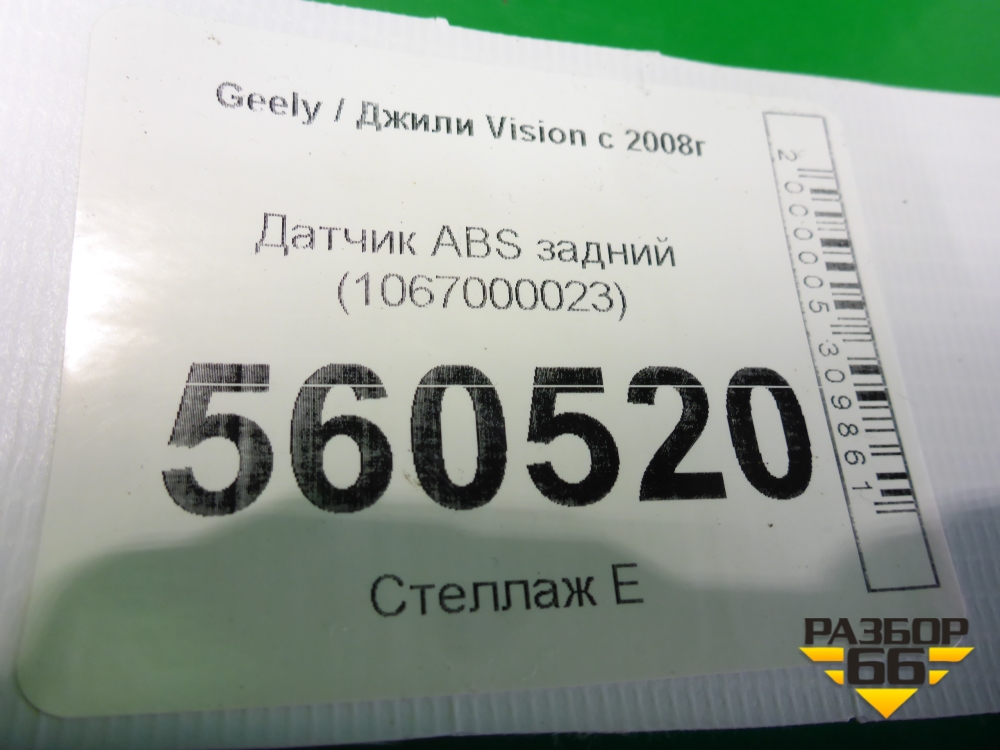 Geely / Джили Vision с 2008г
Датчик ABS задний
(1067000023)
560520
Стеллаж Е
2000005309861
РАЗБОР
66